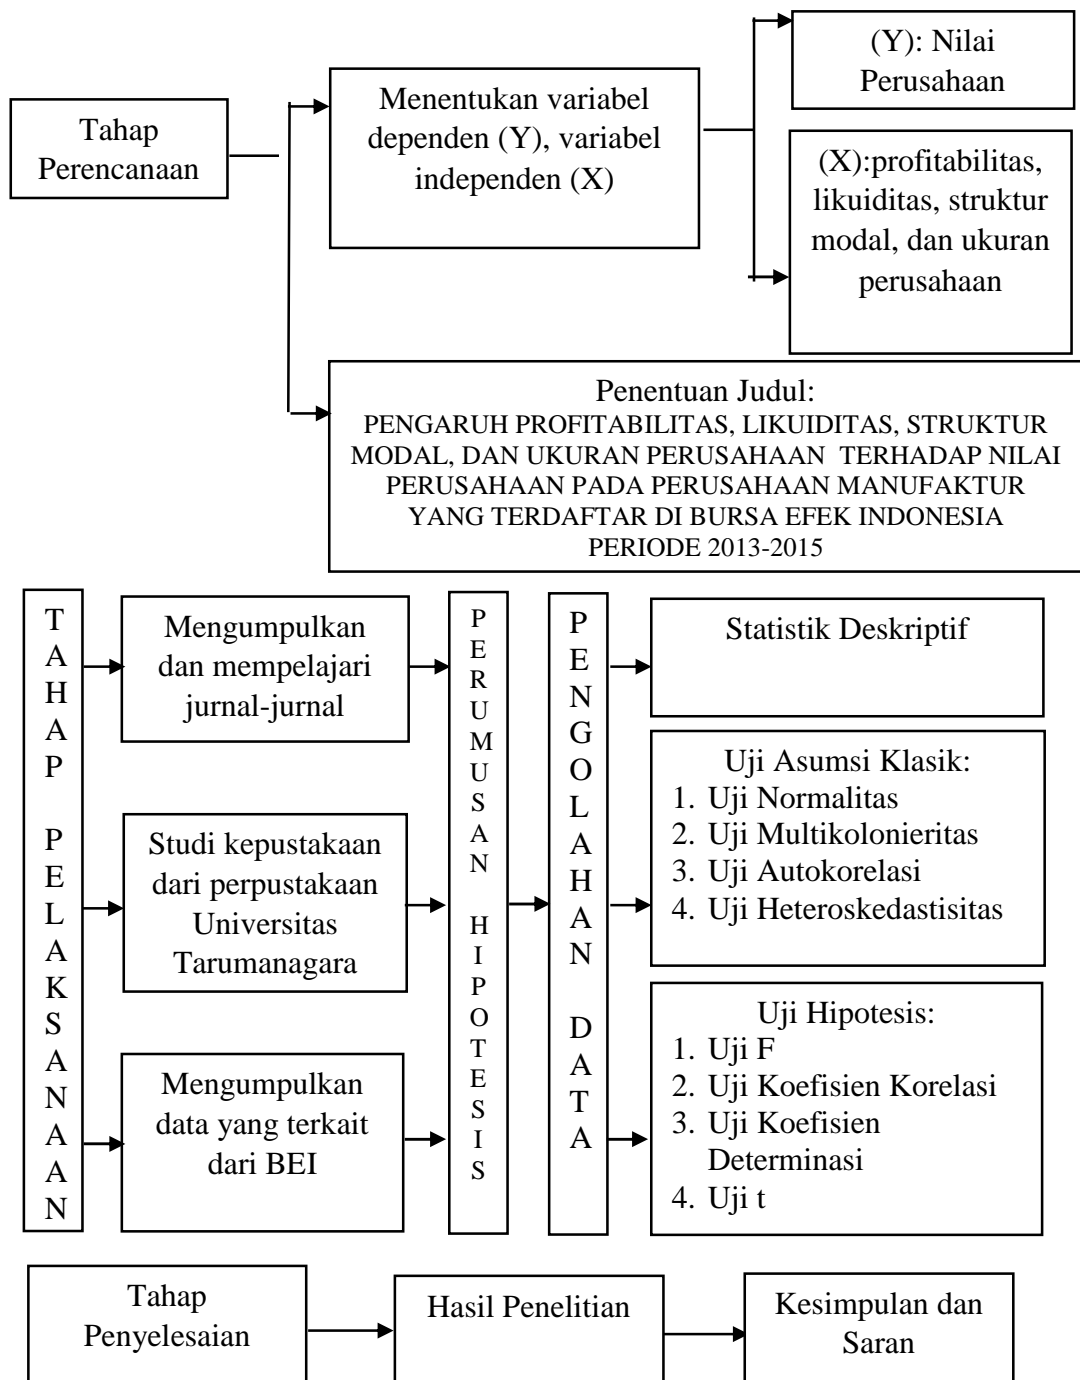 Tahap
Perencanaan
Menentukan variabel
dependen (Y), variabel
independen (X)
(Y): Nilai
Perusahaan
(X):profitabilitas,
likuiditas, struktur
modal, dan ukuran
perusahaan
Penentuan Judul:
PENGARUH PROFITABILITAS, LIKUIDITAS, STRUKTUR
MODAL, DAN UKURAN PERUSAHAAN TERHADAP NILAI
PERUSAHAAN PADA PERUSAHAAN MANUFAKTUR
YANG TERDAFTAR DI BURSA EFEK INDONESIA
PERIODE 2013-2015
TAHAP PELAKSANAAN
Mengumpulkan
dan mempelajari
jurnal-jurnal
Studi kepustakaan
dari perpustakaan
Universitas
Tarumanagara
Mengumpulkan
data yang terkait
dari BEI
PERUMUSAN HIPOTESIS
PENGOLAHAN DATA
Statistik Deskriptif
Uji Asumsi Klasik:
1. Uji Normalitas
2. Uji Multikolonieritas
3. Uji Autokorelasi
4. Uji Heteroskedastisitas
Uji Hipotesis:
1. Uji F
2. Uji Koefisien Korelasi
3. Uji Koefisien
Determinasi
4. Uji t
Tahap
Penyelesaian
Hasil Penelitian
Kesimpulan dan
Saran